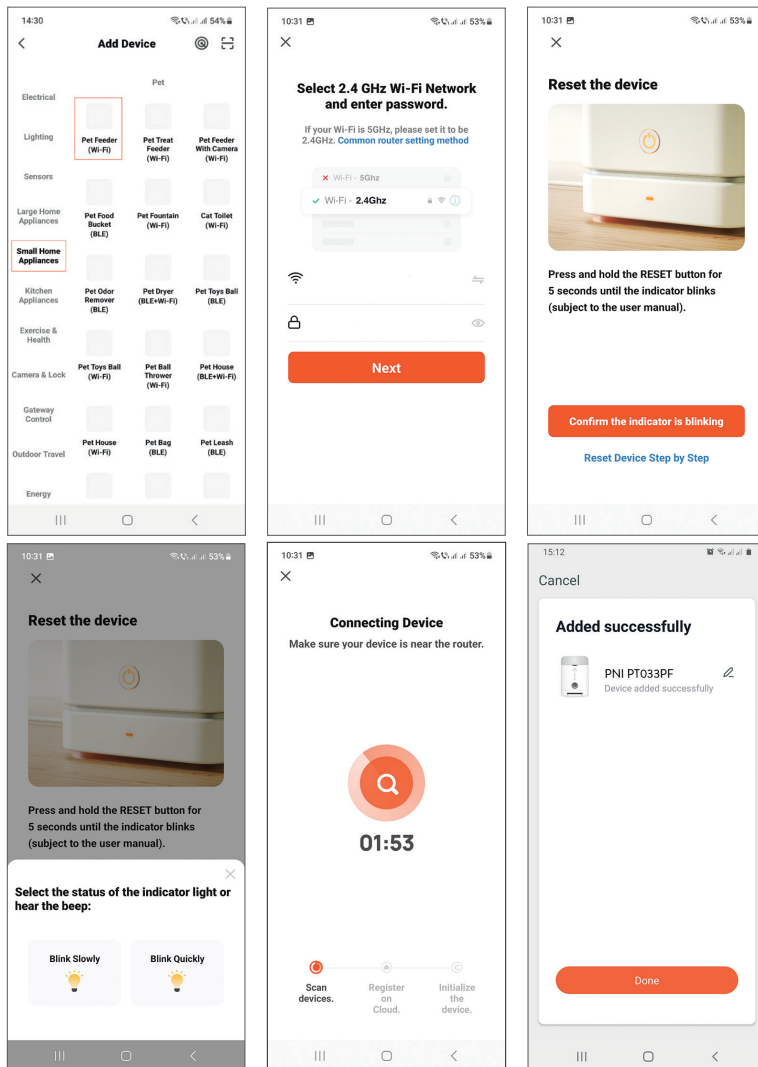 14:30
54%
Add Device
Pet
Electrical
Lighting
Sensors
Large Home
Appliances
Small Home
Appliances
Kitchen
Appliances
Exercise &
Health
Camera & Lock
Gateway
Control
Outdoor Travel
Energy
Pet Feeder
(Wi-Fi)
Pet Treat
Feeder
(Wi-Fi)
Pet Feeder
With Camera
(Wi-Fi)
Pet Food
Bucket
(BLE)
Pet Fountain
(Wi-Fi)
Cat Toilet
(Wi-Fi)
Pet Odor
Remover
(BLE)
Pet Dryer
(BLE+Wi-Fi)
Pet Toys Ball
(BLE)
Pet Toys Ball
(Wi-Fi)
Pet Ball
Thrower
(Wi-Fi)
Pet House
(BLE+Wi-Fi)
Pet House
(Wi-Fi)
Pet Bag
(BLE)
Pet Leash
(BLE)
10:31
53%
Select 2.4 GHz Wi-Fi Network
and enter password.
If your Wi-Fi is 5GHz, please set it to be
2.4GHz. Common router setting method
Wi-Fi - 5Ghz
Wi-Fi - 2.4Ghz
Next
10:31
53%
Reset the device
Press and hold the RESET button for
5 seconds until the indicator blinks
(subject to the user manual).
Confirm the indicator is blinking
Reset Device Step by Step
10:31
53%
Reset the device
Press and hold the RESET button for
5 seconds until the indicator blinks
(subject to the user manual).
Select the status of the indicator light or
hear the beep:
Blink Slowly
Blink Quickly
10:31
53%
Connecting Device
Make sure your device is near the router.
01:53
Scan
devices.
Register
on
Cloud.
Initialize
the
device.
15:12
Cancel
Added successfully
PNI PT033PF
Device added successfully
Done